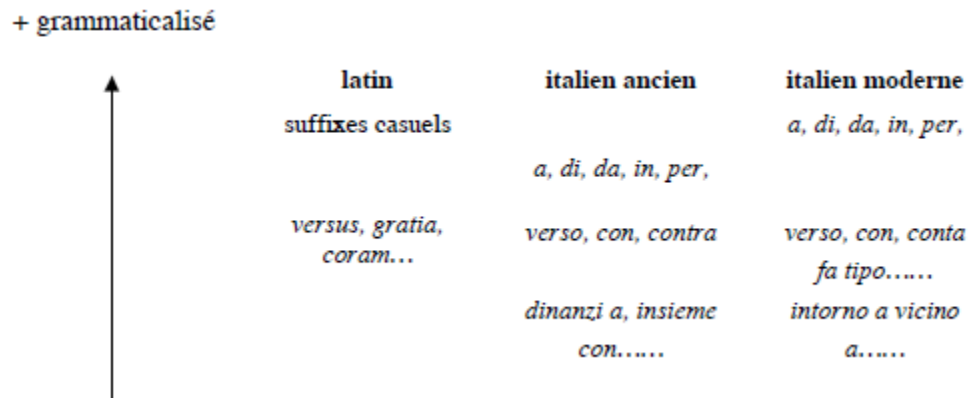 + grammaticalisé
latin italien ancien italien moderne
suffixes casuels a, di, da, in, per,
a, di, da, in, per,
versus, gratia, verso, con, contra verso, con, conta
coram… fa tipo……
dinanzi a, insieme intorno a vicino
con…… a……